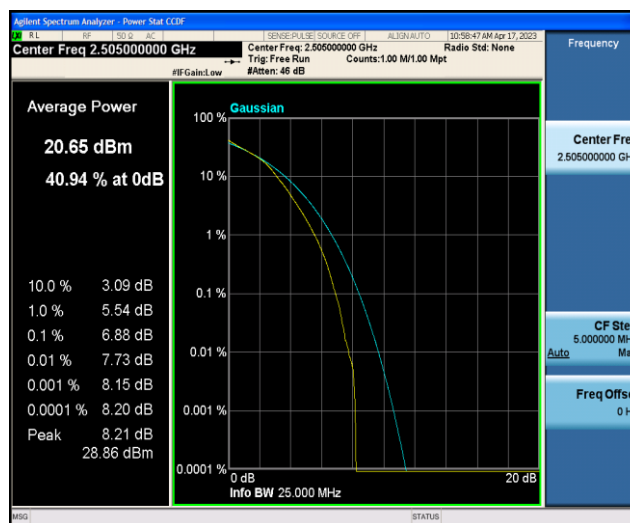 Agilent Spectrum Analyzer - Power Stat CCDF
RL RF 50 Ω AC SENSE:PULSE SOURCE OFF ALIGN AUTO 10:58:47 AM Apr 17, 2023
Center Freq 2.505000000 GHz
Center Freq: 2.505000000 GHz Radio Std: None
Trig: Free Run Counts:1.00 M/1.00 Mpt
#IFGain:Low #Atten: 46 dB
Frequency
Average Power
20.65 dBm
40.94 % at 0dB
10.0 % 3.09 dB
1.0 % 5.54 dB
0.1 % 6.88 dB
0.01 % 7.73 dB
0.001 % 8.15 dB
0.0001 % 8.20 dB
Peak 8.21 dB
28.86 dBm
Gaussian
100 %
10 %
1 %
0.1 %
0.01 %
0.001 %
0.0001 %
0 dB 20 dB
Info BW 25.000 MHz
Center Fre
2.505000000 GH
CF Ste
5.000000 MH
Auto Ma
Freq Offs
0 H
MSG STATUS